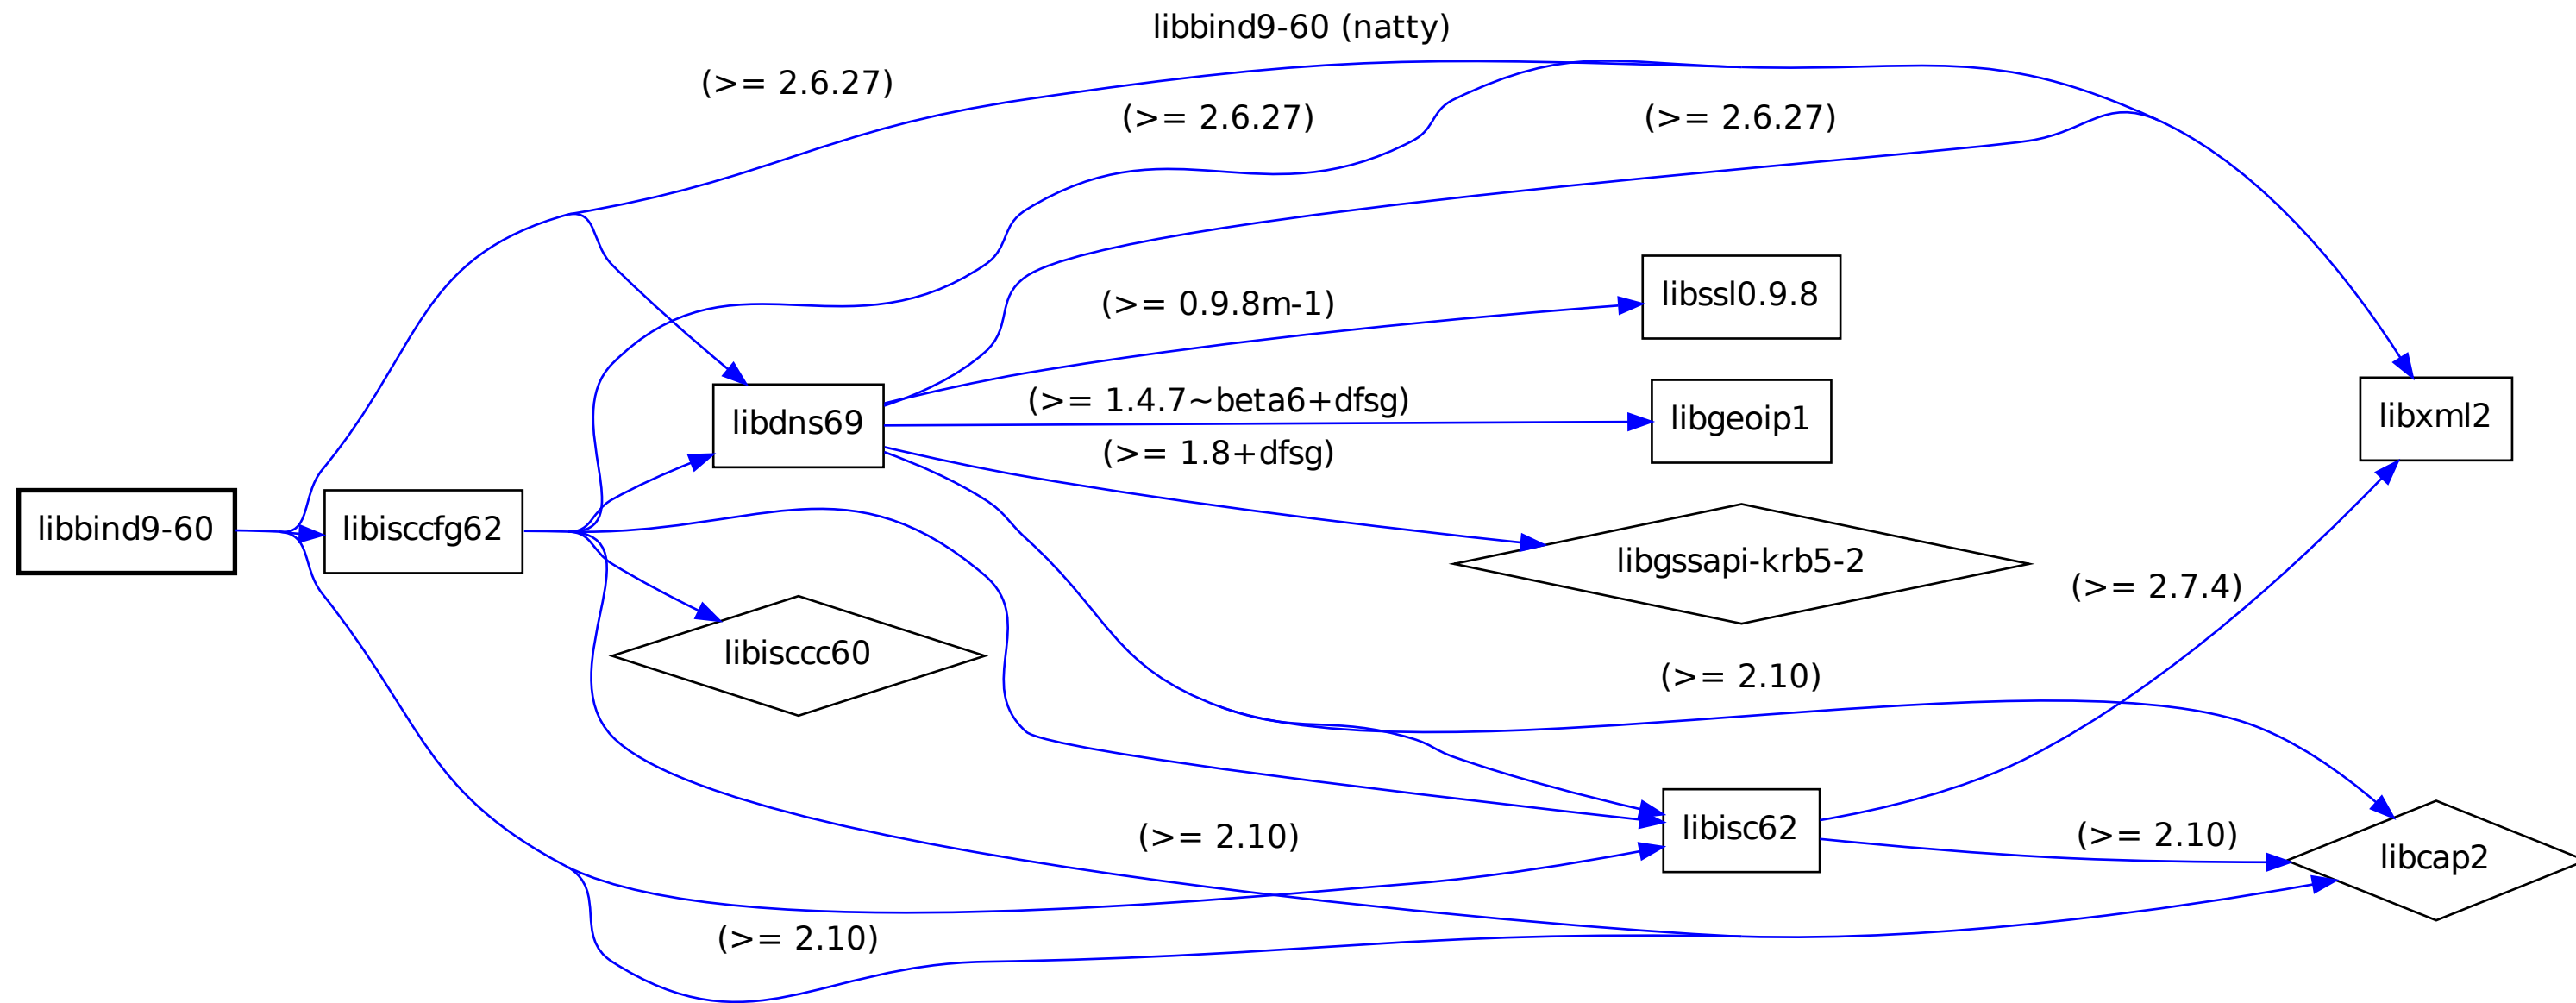 libbind9-60 (natty)
(>= 2.6.27)
(>= 2.6.27)
(>= 2.6.27)
libssl0.9.8
(>= 0.9.8m-1)
(>= 1.4.7~beta6+dfsg)
libgeoip1
libxml2
libdns69
(>= 1.8+dfsg)
libbind9-60
libisccfg62
libgssapi-krb5-2
(>= 2.7.4)
libisccc60
(>= 2.10)
libisc62
(>= 2.10)
(>= 2.10)
libcap2
(>= 2.10)